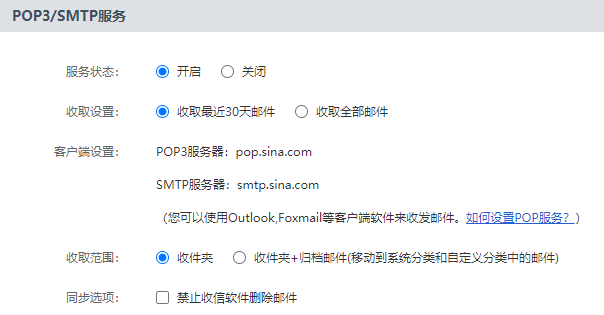 POP3/SMTP服务
服务状态： 开启 关闭
收取设置： 收取最近30天邮件 收取全部邮件
客户端设置： POP3服务器：pop.sina.com
SMTP服务器：smtp.sina.com
（您可以使用Outlook,Foxmail等客户端软件来收发邮件。如何设置POP服务？）
收取范围： 收件夹 收件夹+归档邮件(移动到系统分类和自定义分类中的邮件)
同步选项： 禁止收信软件删除邮件